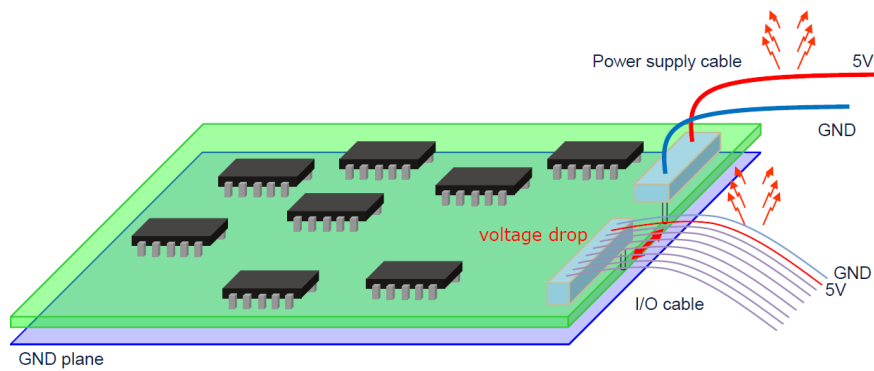 Power supply cable
5V
GND
voltage drop
GND
5V
I/O cable
GND plane